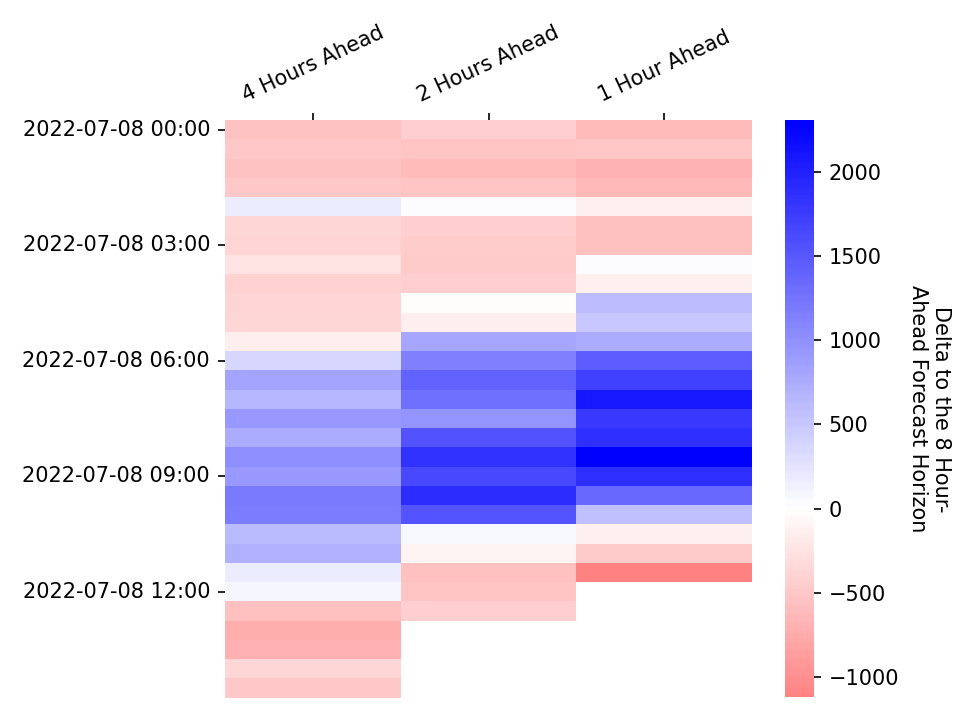 4 Hours Ahead
2 Hours Ahead
1 Hour Ahead
2022-07-08 00:00
2022-07-08 03:00
2022-07-08 06:00
2022-07-08 09:00
2022-07-08 12:00
2000
1500
1000
500
0
−500
−1000
Delta to the 8 Hour-
Ahead Forecast Horizon